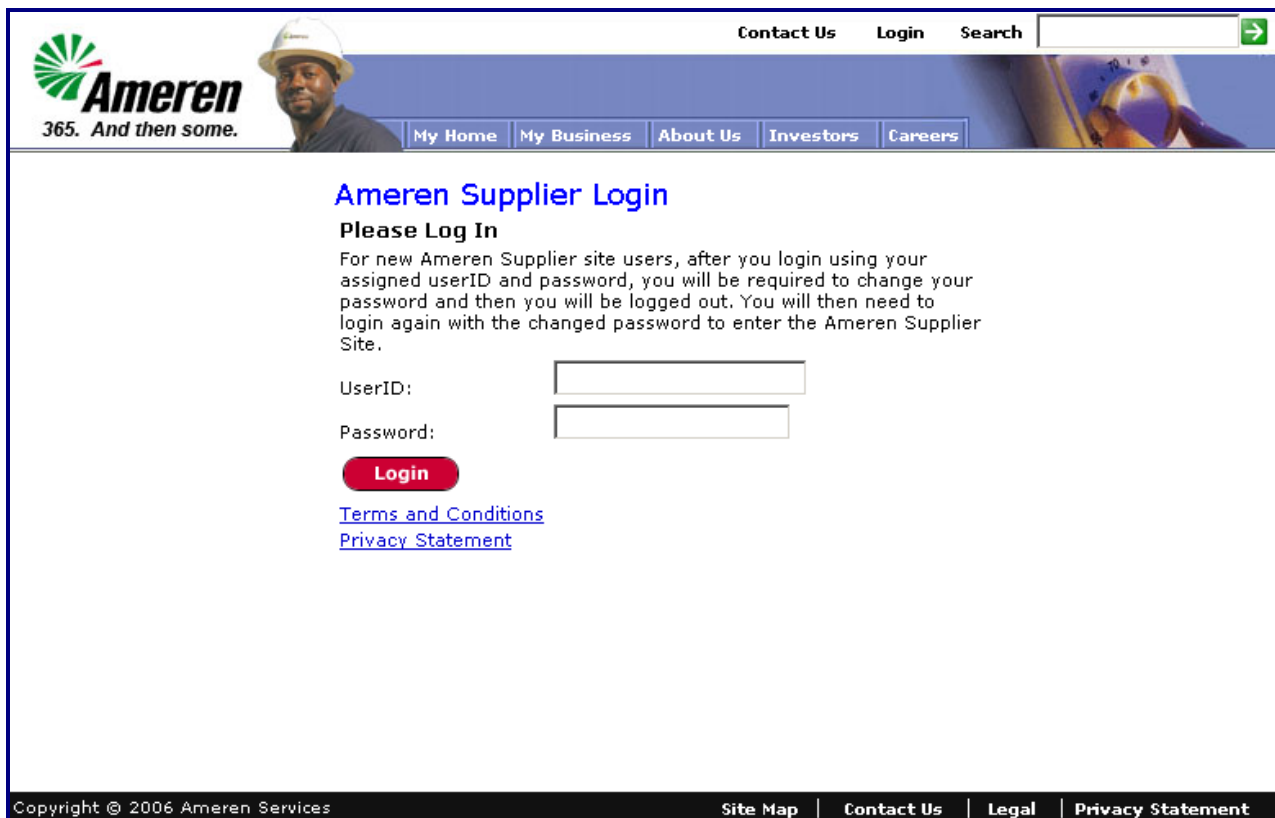 Contact Us Login Search
Ameren
365. And then some.
My Home My Business About Us Investors Careers
Ameren Supplier Login
Please Log In
For new Ameren Supplier site users, after you login using your
assigned userID and password, you will be required to change your
password and then you will be logged out. You will then need to
login again with the changed password to enter the Ameren Supplier
Site.
UserID:
Password:
Login
Terms and Conditions
Privacy Statement
Copyright © 2006 Ameren Services Site Map | Contact Us | Legal | Privacy Statement